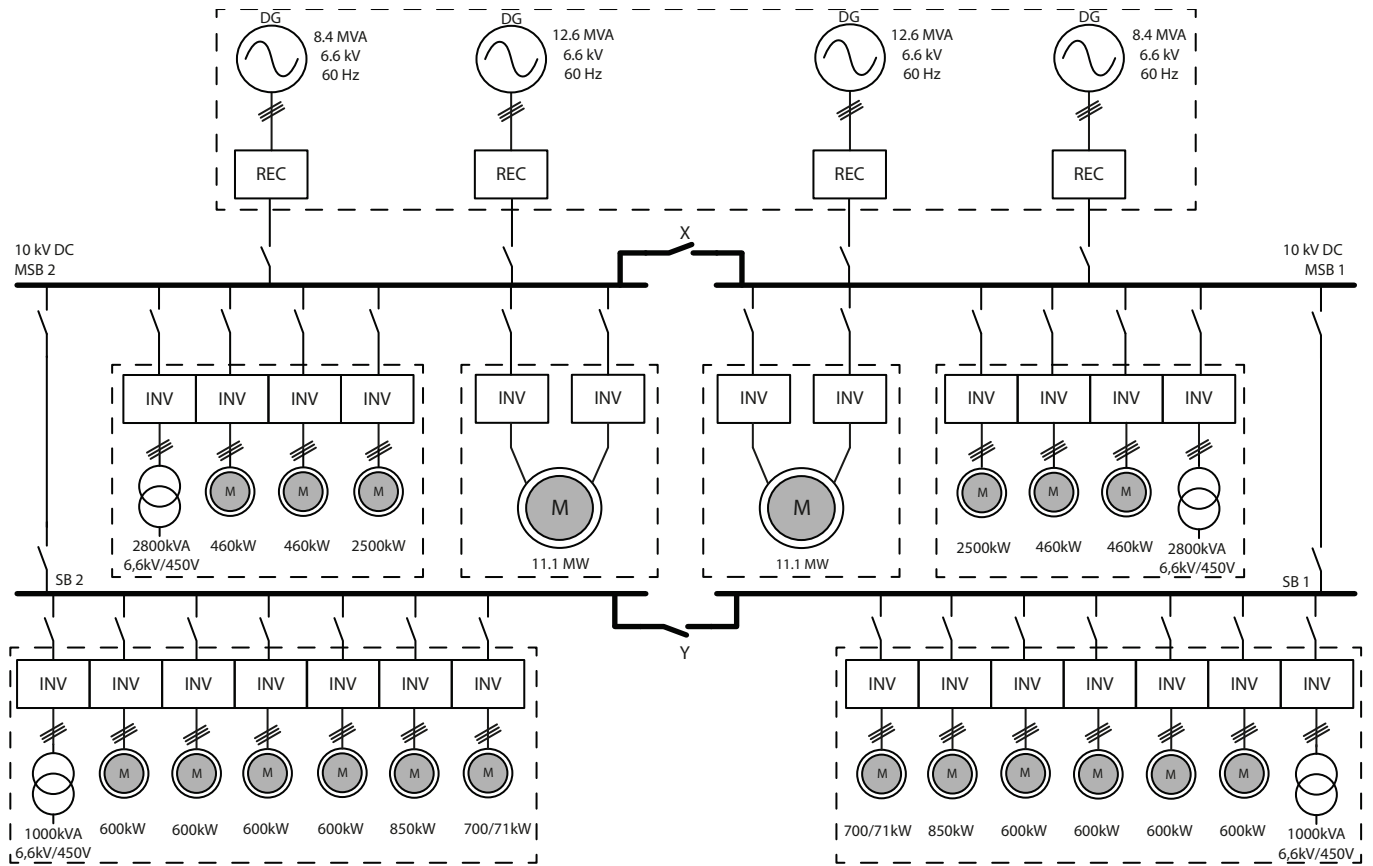 DG
8.4 MVA
6.6 kV
60 Hz
DG
12.6 MVA
6.6 kV
60 Hz
DG
12.6 MVA
6.6 kV
60 Hz
DG
8.4 MVA
6.6 kV
60 Hz
REC
REC
REC
REC
X
10 kV DC
MSB 2
10 kV DC
MSB 1
INV
INV
INV
INV
INV
INV
INV
INV
INV
INV
INV
INV
M
M
M
M
M
M
M
M
2800kVA
6,6kV/450V
460kW
460kW
2500kW
11.1 MW
11.1 MW
2500kW
460kW
460kW
2800kVA
6,6kV/450V
SB 2
SB 1
Y
INV
INV
INV
INV
INV
INV
INV
INV
INV
INV
INV
INV
INV
INV
M
M
M
M
M
M
M
M
M
M
M
M
1000kVA
6,6kV/450V
600kW
600kW
600kW
600kW
850kW
700/71kW
700/71kW
850kW
600kW
600kW
600kW
600kW
1000kVA
6,6kV/450V